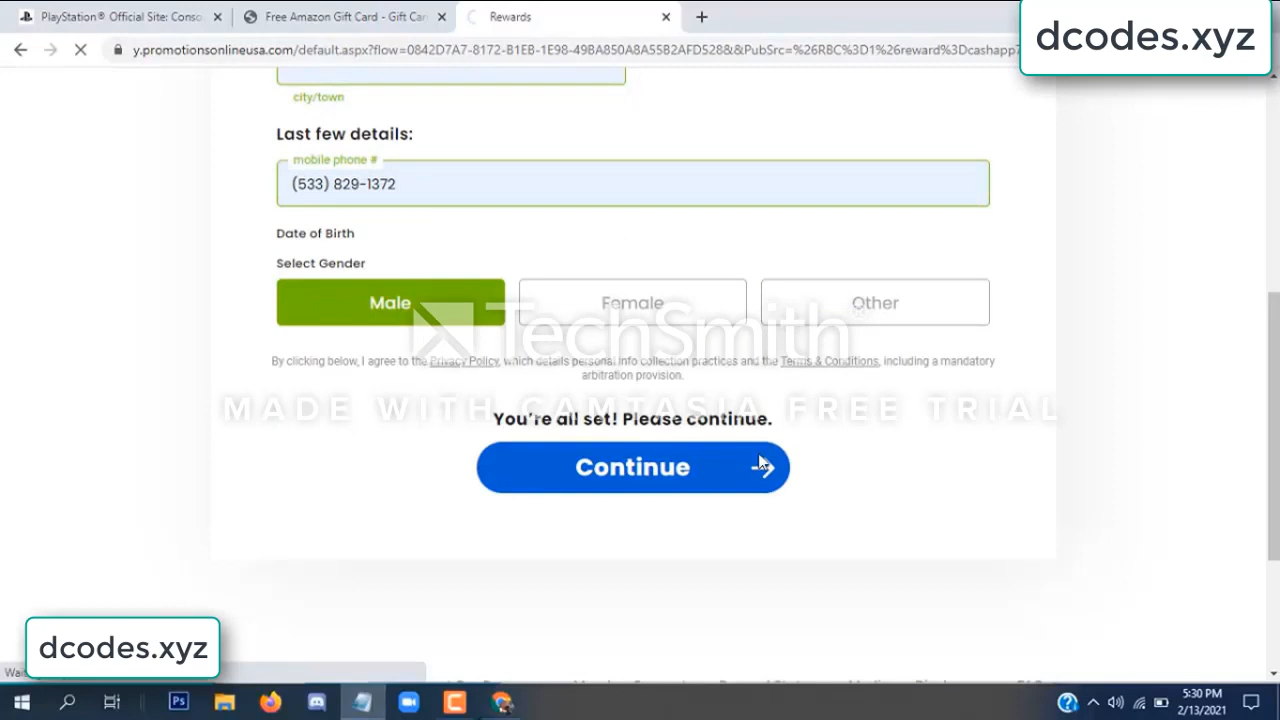 PlayStation® Official Site: Conso
Free Amazon Gift Card - Gift Car
Rewards
y.promotionsonlineusa.com/default.aspx?flow=0842D7A7-8172-B1EB-1E98-49BA850A8A55B2AFD528&&PubSrc=%26RBC%3D1%26reward%3Dcashapp7
dcodes.xyz
city/town
Last few details:
mobile phone #
(533) 829-1372
Date of Birth
Select Gender
Male
Female
Other
TechSmith
By clicking below, I agree to the Privacy Policy, which details personal info collection practices and the Terms & Conditions, including a mandatory
arbitration provision.
MADE WITH CAMTASIA FREE TRIAL
You're all set! Please continue.
Continue
dcodes.xyz
Wai
Ps
5:30 PM
2/13/2021